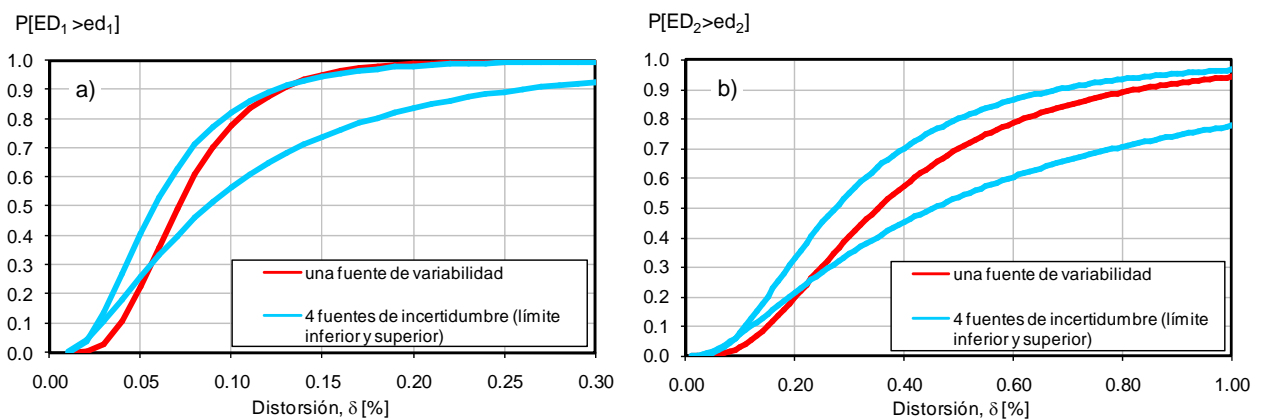 P[ED1 >ed1]
1.0
0.9
0.8
0.7
0.6
0.5
0.4
0.3
0.2
0.1
0.0
a)
una fuente de variabilidad
4 fuentes de incertidumbre (límite
inferior y superior)
0.00 0.05 0.10 0.15 0.20 0.25 0.30
Distorsión, δ [%]
P[ED2>ed2]
1.0
0.9
0.8
0.7
0.6
0.5
0.4
0.3
0.2
0.1
0.0
b)
una fuente de variabilidad
4 fuentes de incertidumbre (límite
inferior y superior)
0.00 0.20 0.40 0.60 0.80 1.00
Distorsión, δ [%]